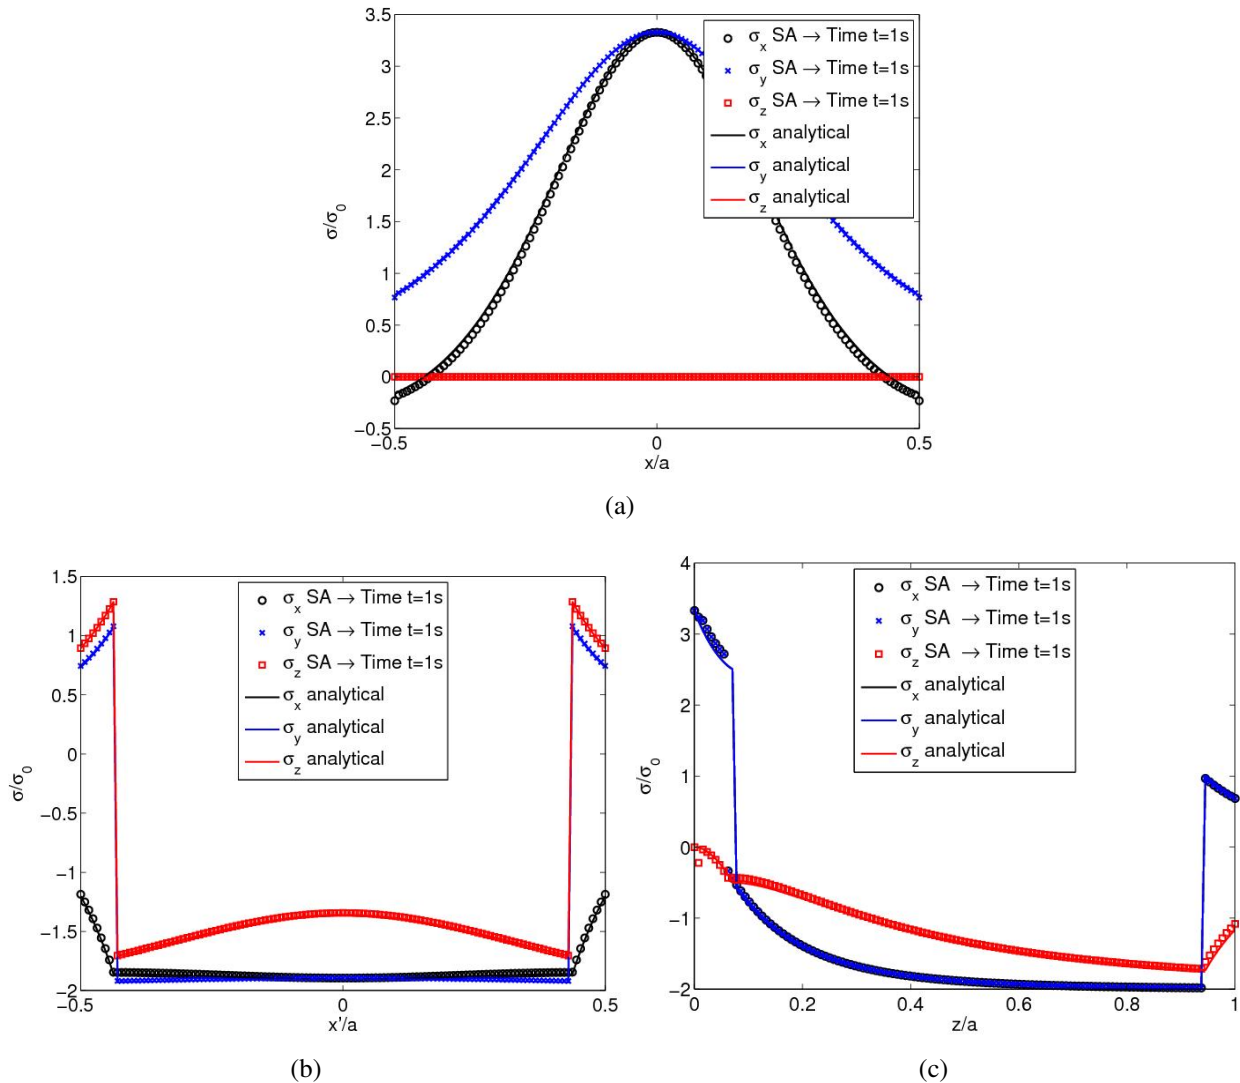 3.5
3
2.5
2
1.5
1
0.5
0
−0.5
−0.5
0
0.5
σ/σ0
x/a
σx SA → Time t=1s
σy SA → Time t=1s
σz SA → Time t=1s
σx analytical
σy analytical
σz analytical
(a)
1.5
1
0.5
0
−0.5
−1
−1.5
−2
−0.5
0
0.5
σ/σ0
x'/a
σx SA → Time t=1s
σy SA → Time t=1s
σz SA → Time t=1s
σx analytical
σy analytical
σz analytical
(b)
4
3
2
1
0
−1
−2
0
0.2
0.4
0.6
0.8
1
σ/σ0
z/a
σx SA → Time t=1s
σy SA → Time t=1s
σz SA → Time t=1s
σx analytical
σy analytical
σz analytical
(c)